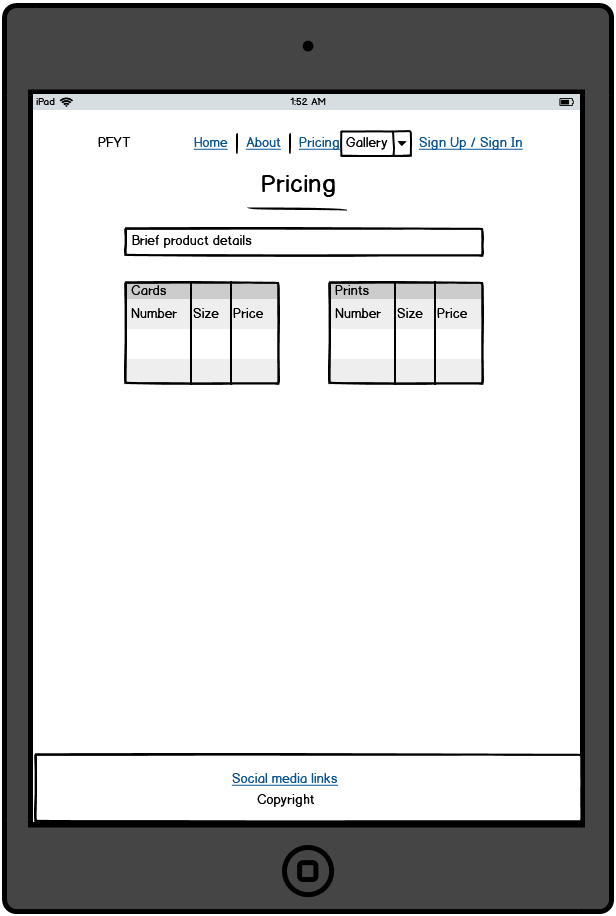 iPad 1:52 AM
PFYT Home About Pricing Gallery Sign Up / Sign In
Pricing
Brief product details
Cards
Number Size Price
Prints
Number Size Price
Social media links
Copyright